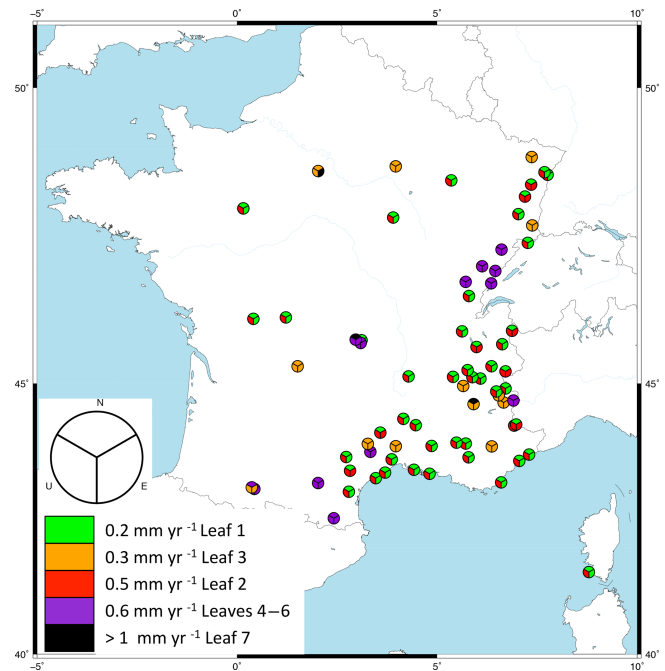 −5˚ 0˚ 5˚ 10˚
50˚ 50˚
45˚ 45˚
N
U E
0.2 mm yr -1 Leaf 1
0.3 mm yr -1 Leaf 3
0.5 mm yr -1 Leaf 2
0.6 mm yr -1 Leaves 4−6
> 1 mm yr -1 Leaf 7
40˚ 40˚
−5˚ 0˚ 5˚ 10˚